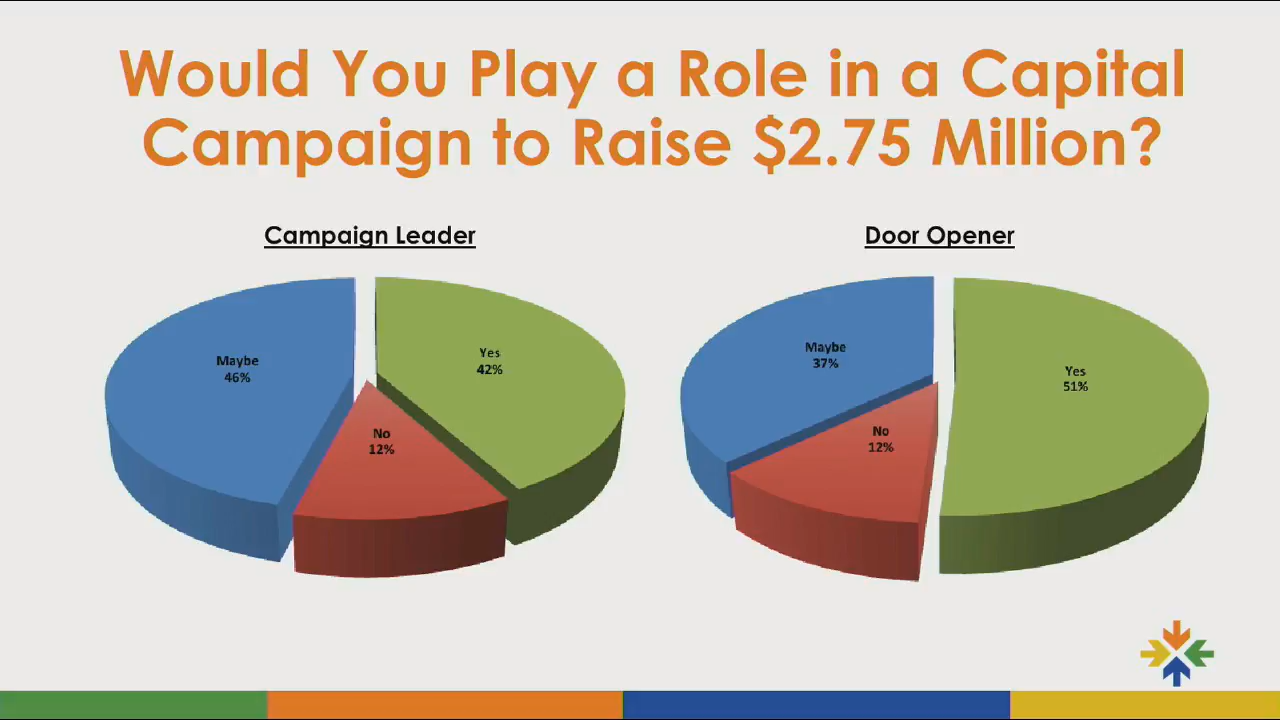 Would You Play a Role in a Capital
Campaign to Raise $2.75 Million?
Campaign Leader
Maybe
46%
Yes
42%
No
12%
Door Opener
Maybe
37%
Yes
51%
No
12%